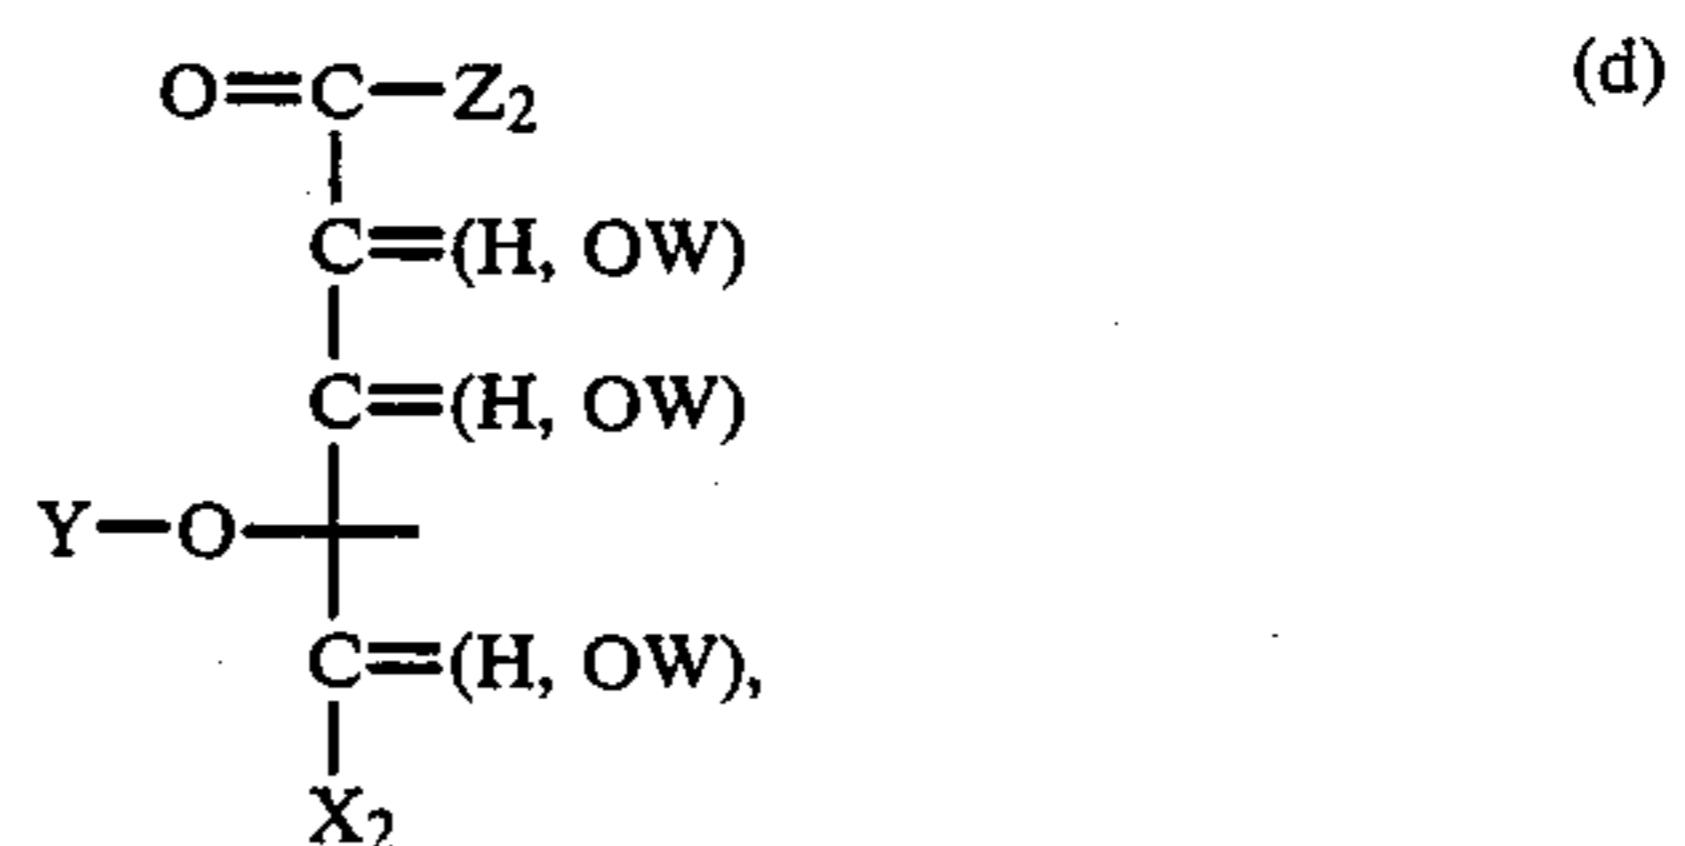 O=C—Z₂ (d)
C=(H, OW)
C=(H, OW)
Y—O
C=(H, OW),
X₂